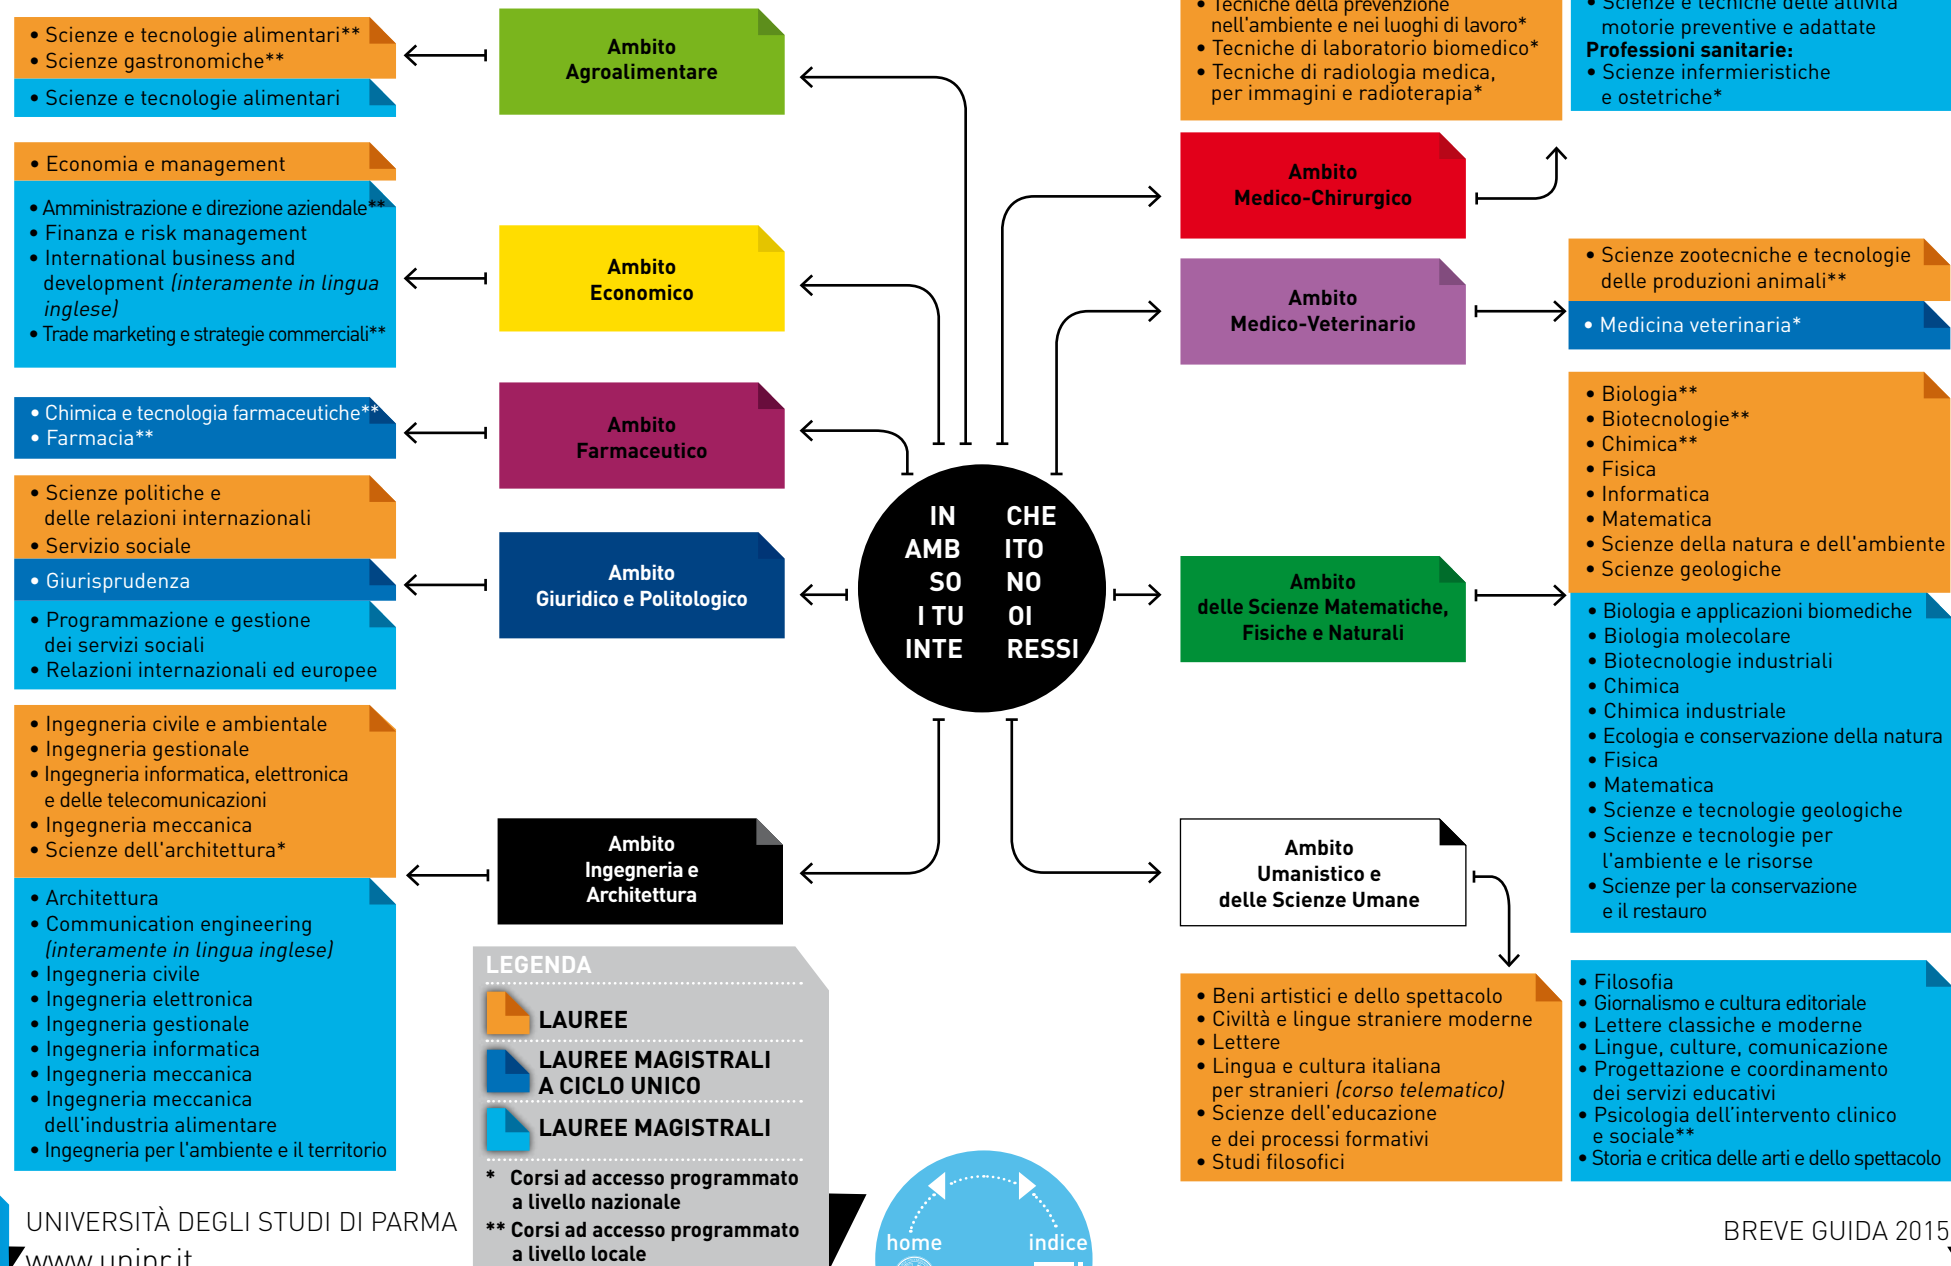 • Scienze e tecnologie alimentari**
• Scienze gastronomiche**
• Scienze e tecnologie alimentari
Ambito
Agroalimentare
• Economia e management
• Amministrazione e direzione aziendale**
• Finanza e risk management
• International business and
development (interamente in lingua
inglese)
• Trade marketing e strategie commerciali**
Ambito
Economico
• Chimica e tecnologia farmaceutiche**
• Farmacia**
Ambito
Farmaceutico
• Scienze politiche e
delle relazioni internazionali
• Servizio sociale
• Giurisprudenza
• Programmazione e gestione
dei servizi sociali
• Relazioni internazionali ed europee
Ambito
Giuridico e Politologico
• Ingegneria civile e ambientale
• Ingegneria gestionale
• Ingegneria informatica, elettronica
e delle telecomunicazioni
• Ingegneria meccanica
• Scienze dell'architettura*
• Architettura
• Communication engineering
(interamente in lingua inglese)
• Ingegneria civile
• Ingegneria elettronica
• Ingegneria gestionale
• Ingegneria informatica
• Ingegneria meccanica
• Ingegneria meccanica
dell'industria alimentare
• Ingegneria per l'ambiente e il territorio
Ambito
Ingegneria e
Architettura
IN CHE
AMB ITO
SO NO
I TU OI
INTE RESSI
• Tecniche della prevenzione
nell'ambiente e nei luoghi di lavoro*
• Tecniche di laboratorio biomedico*
• Tecniche di radiologia medica,
per immagini e radioterapia*
• Scienze e tecniche delle attività
motorie preventive e adattate
Professioni sanitarie:
• Scienze infermieristiche
e ostetriche*
Ambito
Medico-Chirurgico
Ambito
Medico-Veterinario
• Scienze zootecniche e tecnologie
delle produzioni animali**
• Medicina veterinaria*
Ambito
delle Scienze Matematiche,
Fisiche e Naturali
• Biologia**
• Biotecnologie**
• Chimica**
• Fisica
• Informatica
• Matematica
• Scienze della natura e dell'ambiente
• Scienze geologiche
• Biologia e applicazioni biomediche
• Biologia molecolare
• Biotecnologie industriali
• Chimica
• Chimica industriale
• Ecologia e conservazione della natura
• Fisica
• Matematica
• Scienze e tecnologie geologiche
• Scienze e tecnologie per
l'ambiente e le risorse
• Scienze per la conservazione
e il restauro
Ambito
Umanistico e
delle Scienze Umane
• Beni artistici e dello spettacolo
• Civiltà e lingue straniere moderne
• Lettere
• Lingua e cultura italiana
per stranieri (corso telematico)
• Scienze dell'educazione
e dei processi formativi
• Studi filosofici
• Filosofia
• Giornalismo e cultura editoriale
• Lettere classiche e moderne
• Lingue, culture, comunicazione
• Progettazione e coordinamento
dei servizi educativi
• Psicologia dell'intervento clinico
e sociale**
• Storia e critica delle arti e dello spettacolo
LEGENDA
LAUREE
LAUREE MAGISTRALI
A CICLO UNICO
LAUREE MAGISTRALI
* Corsi ad accesso programmato
a livello nazionale
** Corsi ad accesso programmato
a livello locale
UNIVERSITÀ DEGLI STUDI DI PARMA
www.unipr.it
home
indice
BREVE GUIDA 2015